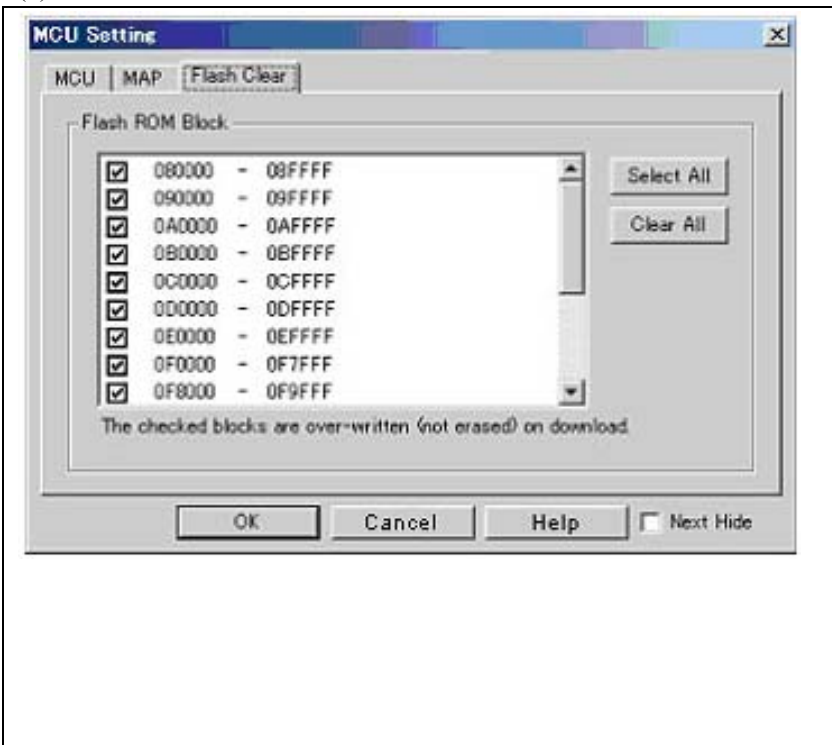 MCU Setting
MCU MAP Flash Clear
Flash ROM Block
080000 - 08FFFF
090000 - 09FFFF
0A0000 - 0AFFFF
0B0000 - 0BFFFF
0C0000 - 0CFFFF
0D0000 - 0DFFFF
0E0000 - 0EFFFF
0F0000 - 0F7FFF
0F8000 - 0F9FFF
Select All
Clear All
The checked blocks are over-written (not erased) on download.
OK Cancel Help Next Hide